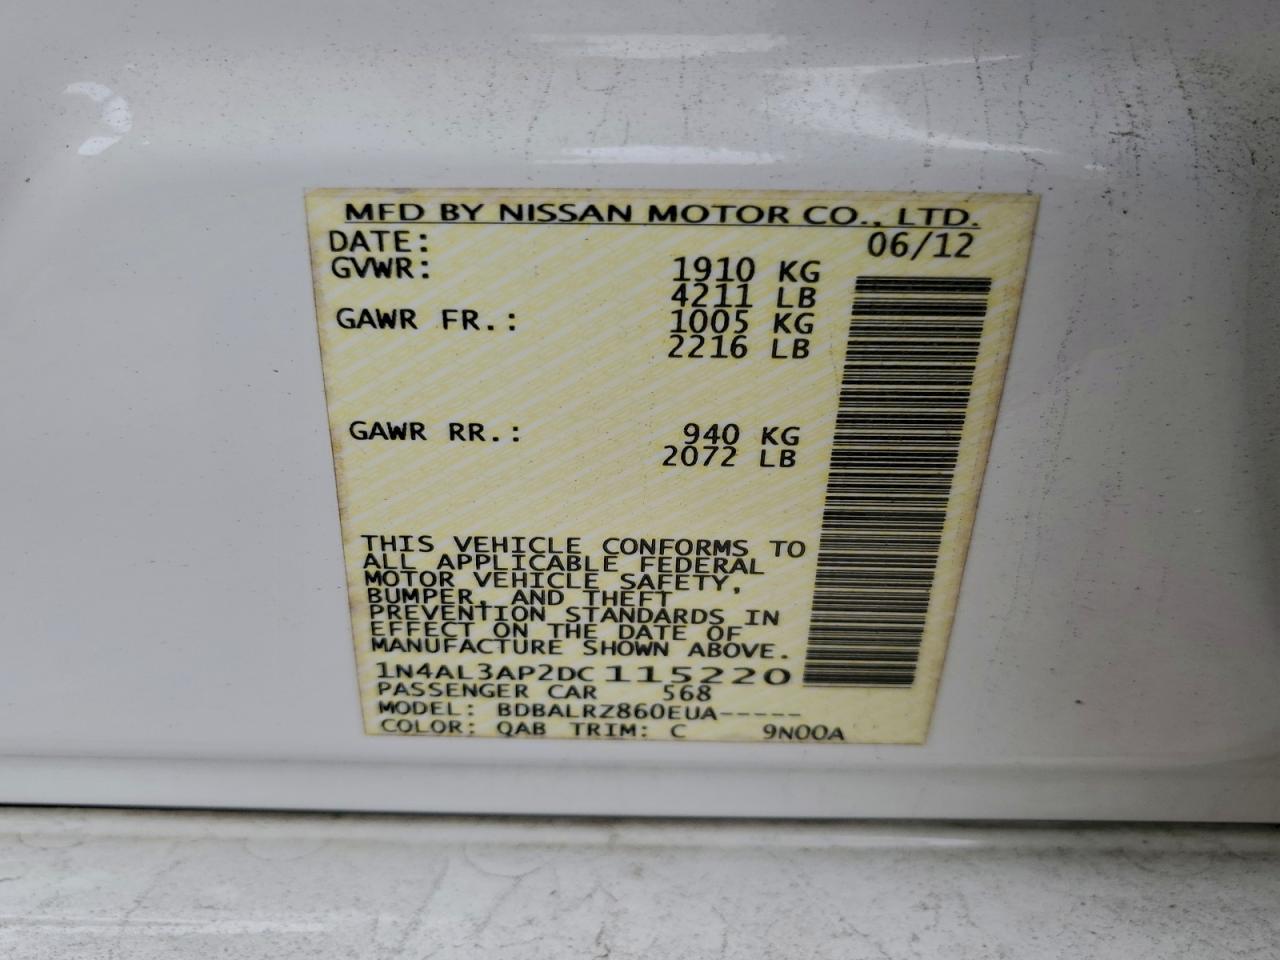 MFD BY NISSAN MOTOR CO., LTD.
DATE: 06/12
GVWR: 1910 KG
4211 LB
GAWR FR.: 1005 KG
2216 LB
GAWR RR.: 940 KG
2072 LB
THIS VEHICLE CONFORMS TO
ALL APPLICABLE FEDERAL
MOTOR VEHICLE SAFETY,
BUMPER, AND THEFT
PREVENTION STANDARDS IN
EFFECT ON THE DATE OF
MANUFACTURE SHOWN ABOVE.
1N4AL3AP2DC115220
PASSENGER CAR 568
MODEL: BDBALRZ860EUA-----
COLOR: QAB TRIM: C 9N00A